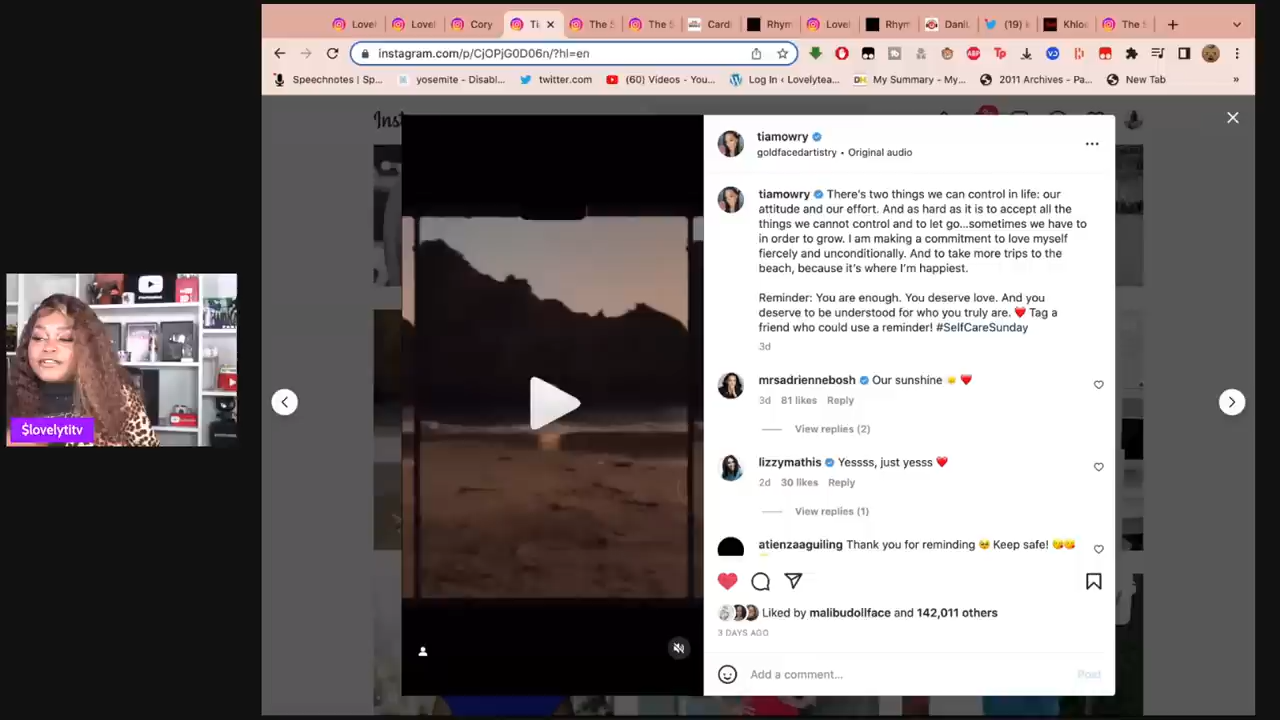 Lovel
Lovel
Cory
Tia
The S
The S
Cardi
Rhym
Lovel
Rhym
DaniL
(19)
Khloe
The S
instagram.com/p/CjOPjG0D06n/?hl=en
Speechnotes | Sp...
yosemite - Disabl...
twitter.com
(60) Videos - You...
Log In ‹ Lovelytea...
My Summary - My...
2011 Archives - Pa...
New Tab
»
Inst
tiamowry
goldfacedartistry • Original audio
tiamowry There's two things we can control in life: our
attitude and our effort. And as hard as it is to accept all the
things we cannot control and to let go...sometimes we have to
in order to grow. I am making a commitment to love myself
fiercely and unconditionally. And to take more trips to the
beach, because it's where I'm happiest.
Reminder: You are enough. You deserve love. And you
deserve to be understood for who you truly are. ❤️ Tag a
friend who could use a reminder! #SelfCareSunday
3d
mrsadriennebosh Our sunshine ☀️ ❤️
3d 81 likes Reply
View replies (2)
lizzymathis Yessss, just yesss ❤️
2d 30 likes Reply
View replies (1)
atienzaaguiling Thank you for reminding 🥹 Keep safe! 😘😘
Liked by malibudollface and 142,011 others
3 DAYS AGO
Add a comment...
Post
$lovelytitv